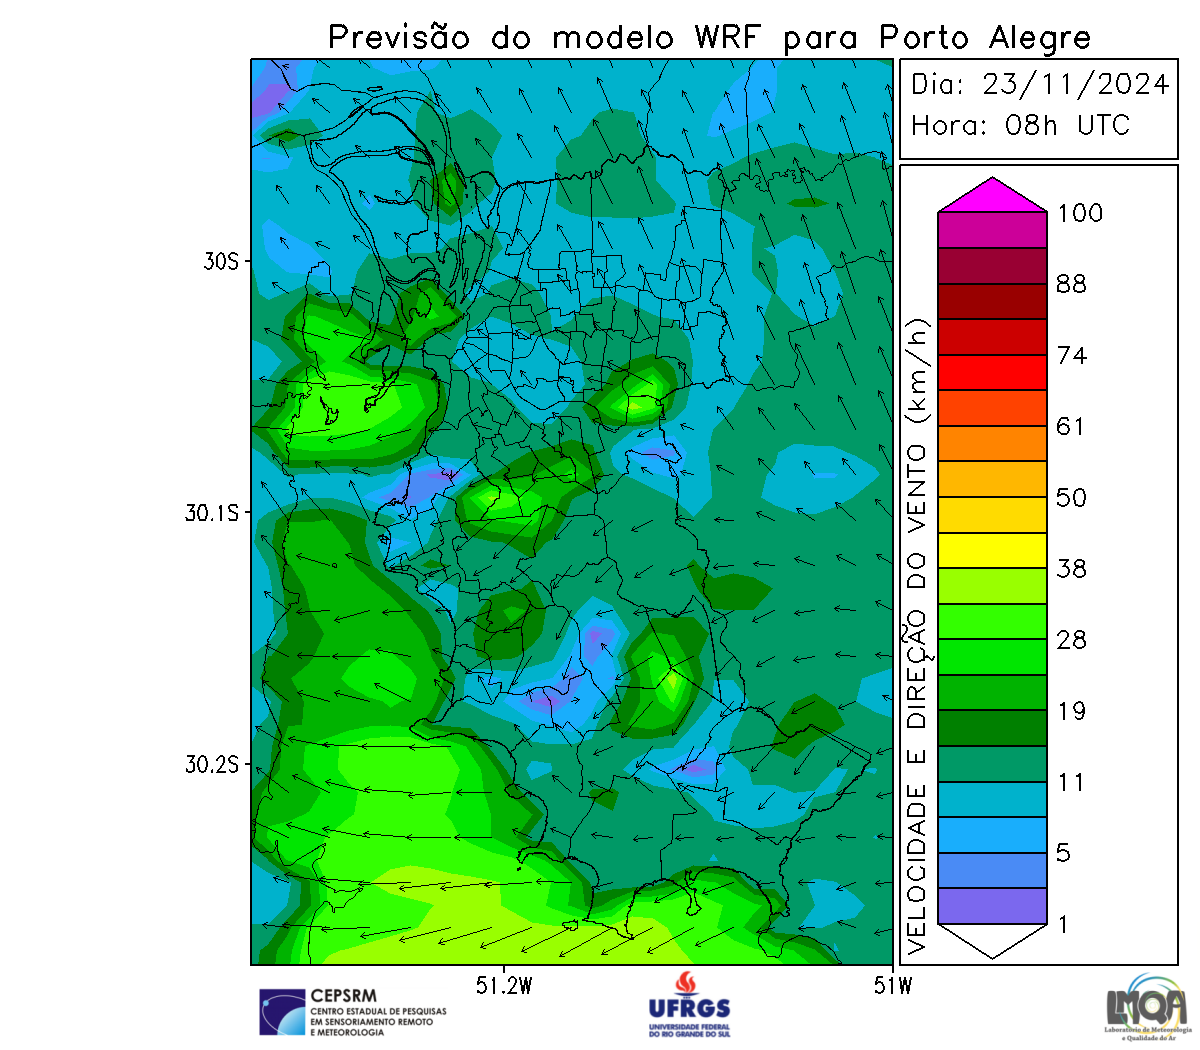 Previsão do modelo WRF para Porto Alegre
Dia: 23/11/2024
Hora: 08h UTC
100
88
74
61
50
38
28
19
11
5
1
VELOCIDADE E DIREÇÃO DO VENTO (km/h)
30S
30.1S
30.2S
51.2W
51W
CEPSRM
CENTRO ESTADUAL DE PESQUISAS
EM SENSORIAMENTO REMOTO
E METEOROLOGIA
UFRGS
UNIVERSIDADE FEDERAL
DO RIO GRANDE DO SUL
LMQA
Laboratório de Meteorologia
e Qualidade do Ar